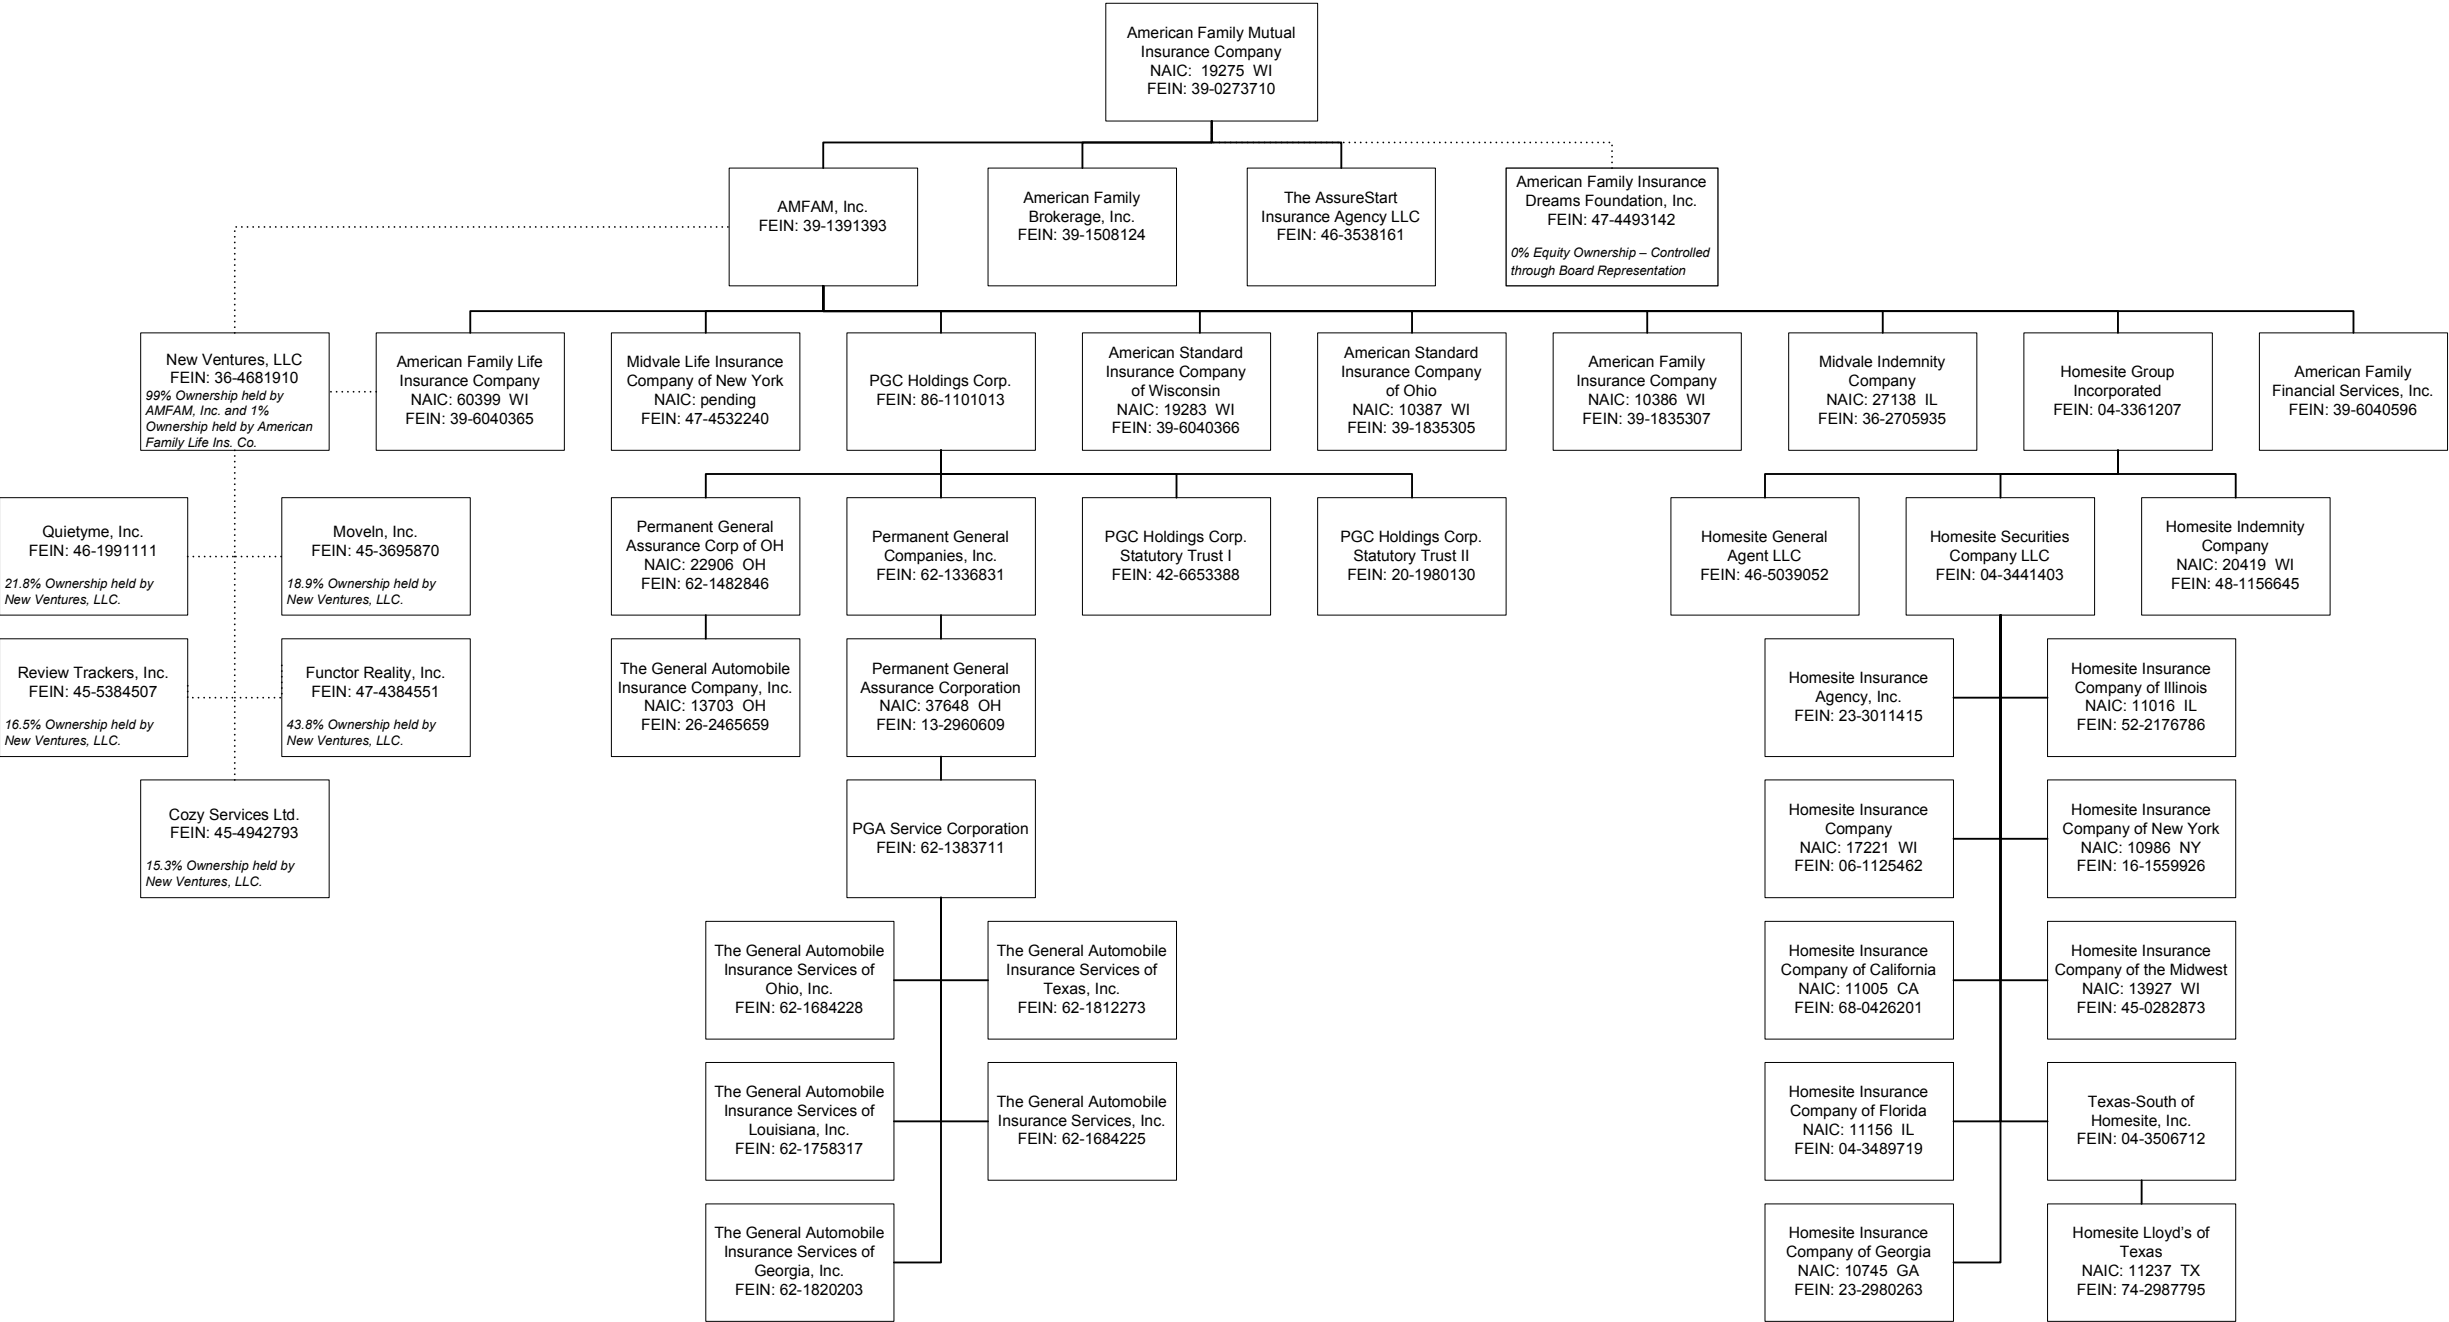 American Family Mutual
Insurance Company
NAIC:  19275  WI
FEIN: 39-0273710
AMFAM, Inc.
FEIN: 39-1391393
American Family
Brokerage, Inc.
FEIN: 39-1508124
The AssureStart
Insurance Agency LLC
FEIN: 46-3538161
American Family Insurance
Dreams Foundation, Inc.
FEIN: 47-4493142
0% Equity Ownership – Controlled
through Board Representation
New Ventures, LLC
FEIN: 36-4681910
99% Ownership held by
AMFAM, Inc. and 1%
Ownership held by American
Family Life Ins. Co.
American Family Life
Insurance Company
NAIC: 60399  WI
FEIN: 39-6040365
Midvale Life Insurance
Company of New York
NAIC: pending
FEIN: 47-4532240
PGC Holdings Corp.
FEIN: 86-1101013
American Standard
Insurance Company
of Wisconsin
NAIC: 19283  WI
FEIN: 39-6040366
American Standard
Insurance Company
of Ohio
NAIC: 10387  WI
FEIN: 39-1835305
American Family
Insurance Company
NAIC: 10386  WI
FEIN: 39-1835307
Midvale Indemnity
Company
NAIC: 27138  IL
FEIN: 36-2705935
Homesite Group
Incorporated
FEIN: 04-3361207
American Family
Financial Services, Inc.
FEIN: 39-6040596
Quietyme, Inc.
FEIN: 46-1991111
21.8% Ownership held by
New Ventures, LLC.
MoveIn, Inc.
FEIN: 45-3695870
18.9% Ownership held by
New Ventures, LLC.
Permanent General
Assurance Corp of OH
NAIC: 22906  OH
FEIN: 62-1482846
Permanent General
Companies, Inc.
FEIN: 62-1336831
PGC Holdings Corp.
Statutory Trust I
FEIN: 42-6653388
PGC Holdings Corp.
Statutory Trust II
FEIN: 20-1980130
Homesite General
Agent LLC
FEIN: 46-5039052
Homesite Securities
Company LLC
FEIN: 04-3441403
Homesite Indemnity
Company
NAIC: 20419  WI
FEIN: 48-1156645
Review Trackers, Inc.
FEIN: 45-5384507
16.5% Ownership held by
New Ventures, LLC.
Functor Reality, Inc.
FEIN: 47-4384551
43.8% Ownership held by
New Ventures, LLC.
The General Automobile
Insurance Company, Inc.
NAIC: 13703  OH
FEIN: 26-2465659
Permanent General
Assurance Corporation
NAIC: 37648  OH
FEIN: 13-2960609
Homesite Insurance
Agency, Inc.
FEIN: 23-3011415
Homesite Insurance
Company of Illinois
NAIC: 11016  IL
FEIN: 52-2176786
Cozy Services Ltd.
FEIN: 45-4942793
15.3% Ownership held by
New Ventures, LLC.
PGA Service Corporation
FEIN: 62-1383711
Homesite Insurance
Company
NAIC: 17221  WI
FEIN: 06-1125462
Homesite Insurance
Company of New York
NAIC: 10986  NY
FEIN: 16-1559926
The General Automobile
Insurance Services of
Ohio, Inc.
FEIN: 62-1684228
The General Automobile
Insurance Services of
Texas, Inc.
FEIN: 62-1812273
Homesite Insurance
Company of California
NAIC: 11005  CA
FEIN: 68-0426201
Homesite Insurance
Company of the Midwest
NAIC: 13927  WI
FEIN: 45-0282873
The General Automobile
Insurance Services of
Louisiana, Inc.
FEIN: 62-1758317
The General Automobile
Insurance Services, Inc.
FEIN: 62-1684225
Homesite Insurance
Company of Florida
NAIC: 11156  IL
FEIN: 04-3489719
Texas-South of
Homesite, Inc.
FEIN: 04-3506712
The General Automobile
Insurance Services of
Georgia, Inc.
FEIN: 62-1820203
Homesite Insurance
Company of Georgia
NAIC: 10745  GA
FEIN: 23-2980263
Homesite Lloyd's of
Texas
NAIC: 11237  TX
FEIN: 74-2987795